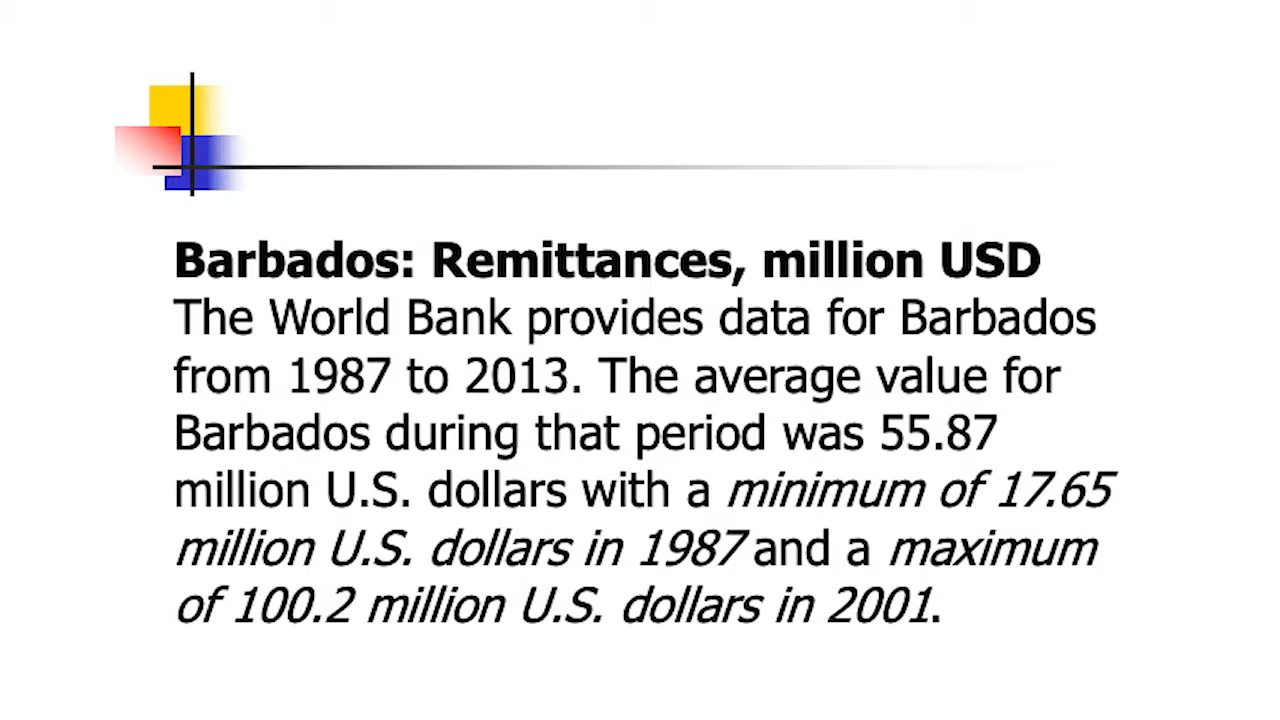 Barbados: Remittances, million USD
The World Bank provides data for Barbados
from 1987 to 2013. The average value for
Barbados during that period was 55.87
million U.S. dollars with a minimum of 17.65
million U.S. dollars in 1987 and a maximum
of 100.2 million U.S. dollars in 2001.